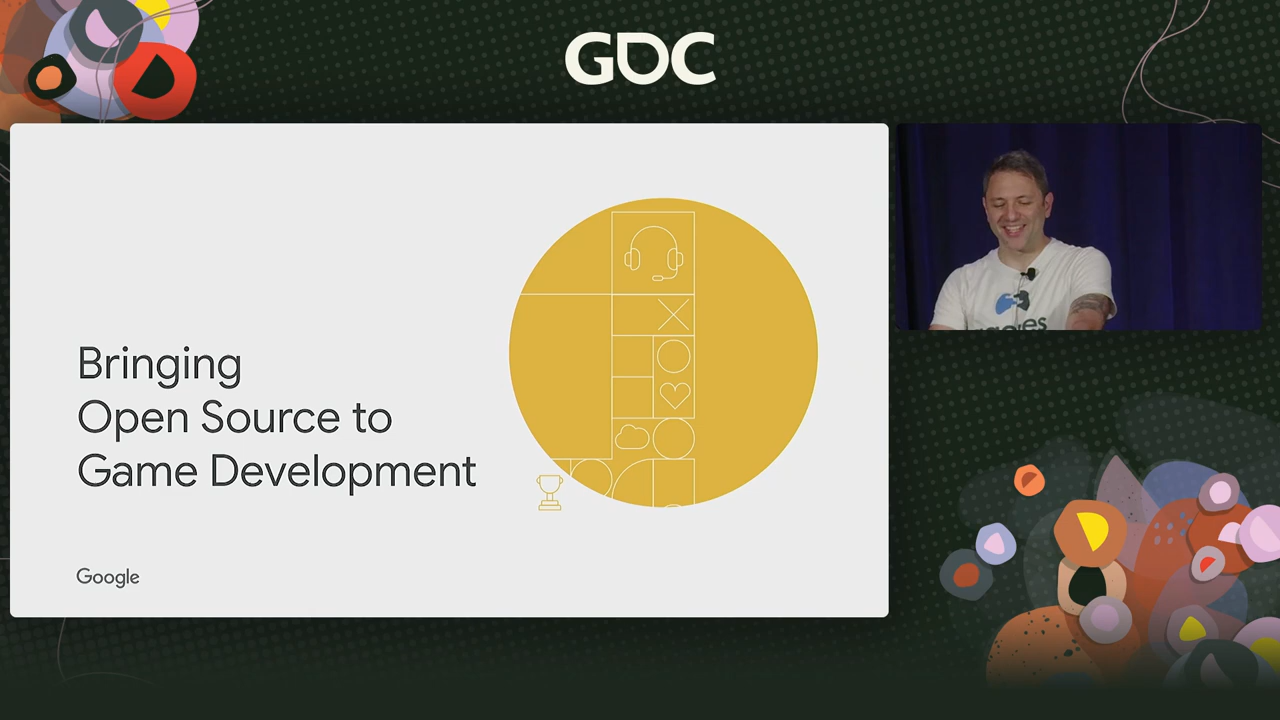 GDC
Bringing
Open Source to
Game Development
Google